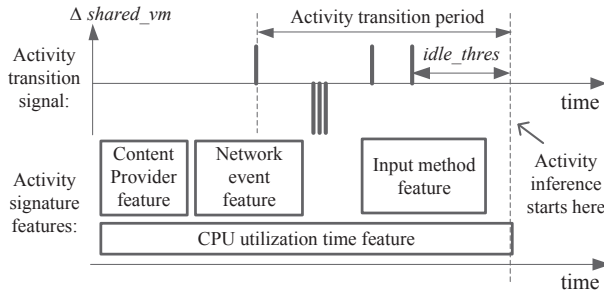 Δ shared_vm
Activity transition period
Activity
transition
signal:
idle_thres
time
Content
Provider
feature
Network
event
feature
Input method
feature
Activity
inference
starts here
Activity
signature
features:
CPU utilization time feature
time